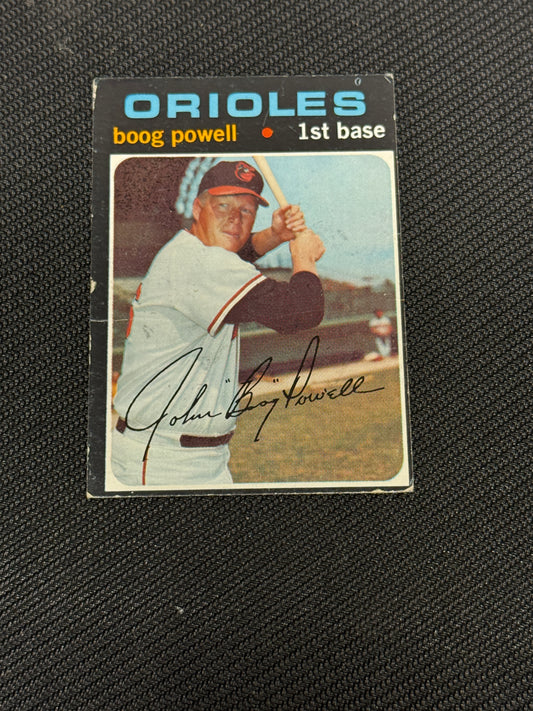 ORIOLES
boog powell • 1st base
John "Boog" Powell